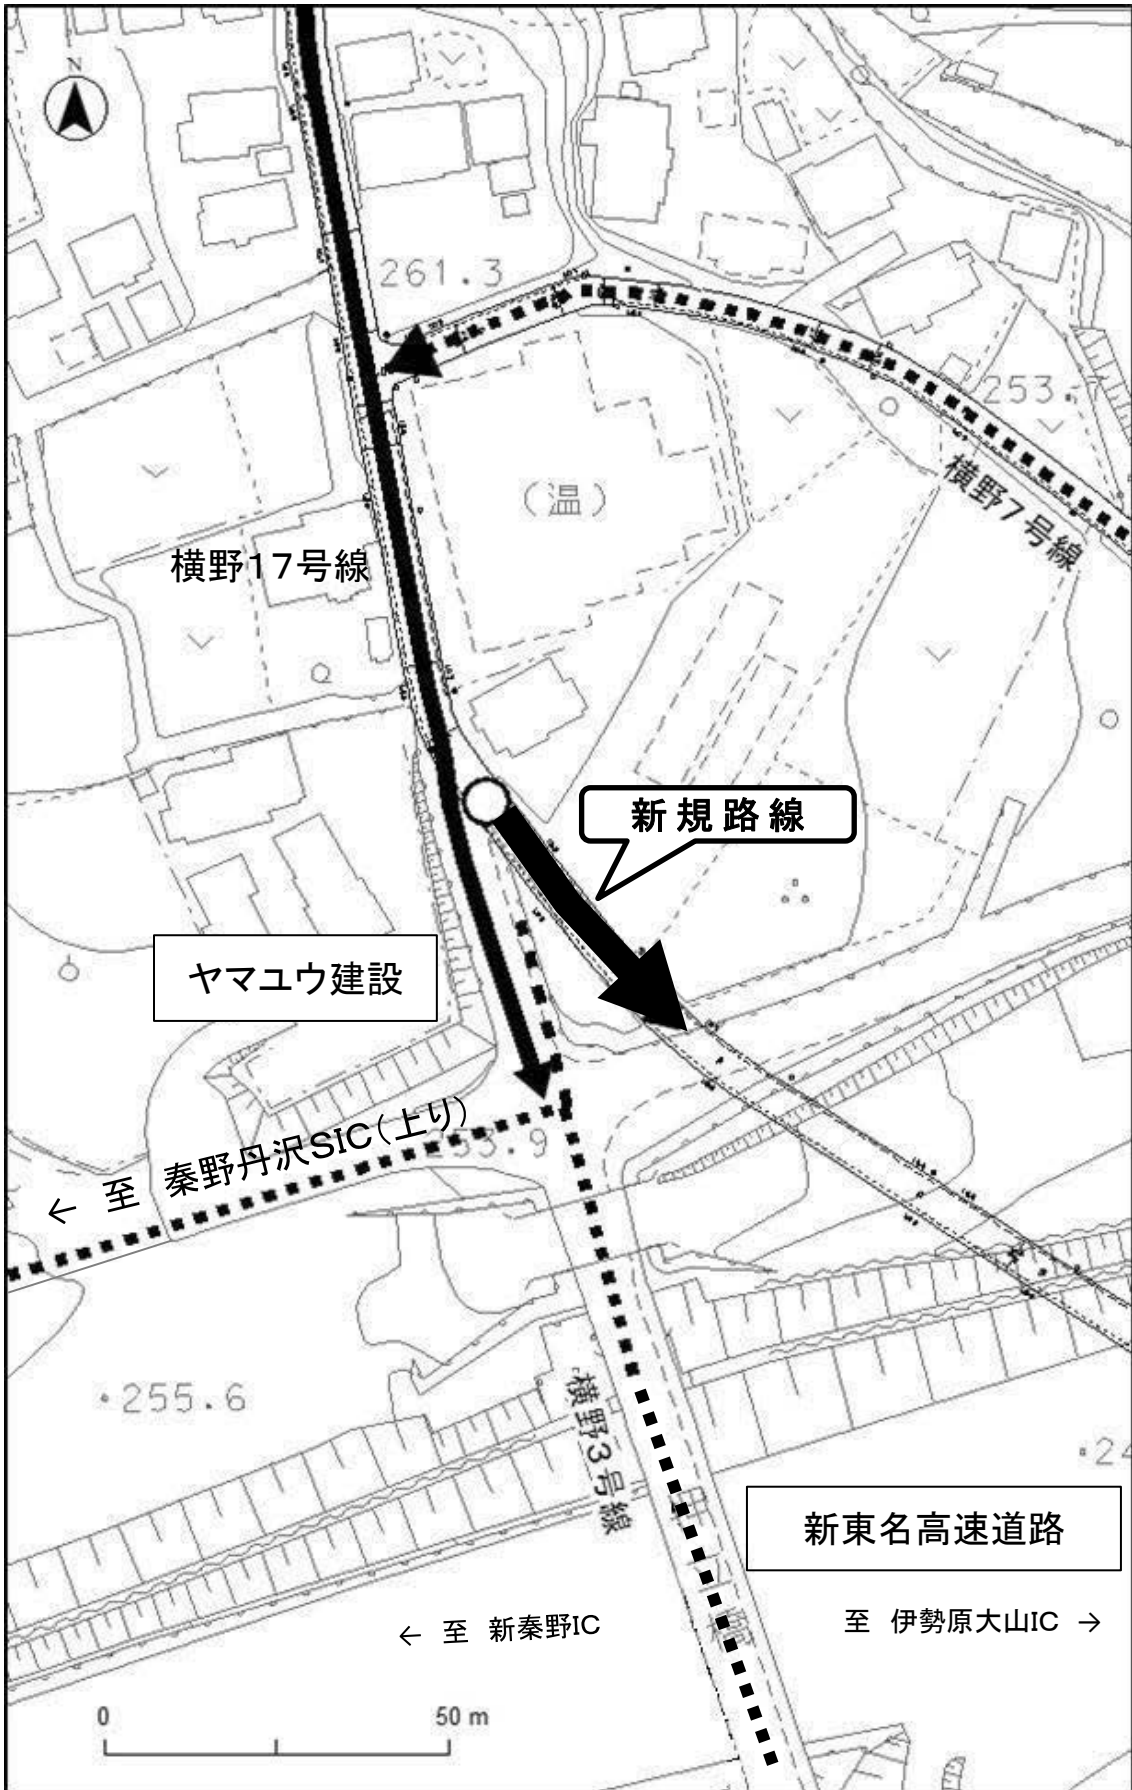 N
261.3
253.7
(温)
横野7号線
横野17号線
新規路線
ヤマユウ建設
← 至 秦野丹沢SIC(上り)
253.9
255.6
横野3号線
24
新東名高速道路
← 至 新秦野IC
至 伊勢原大山IC →
0
50 m